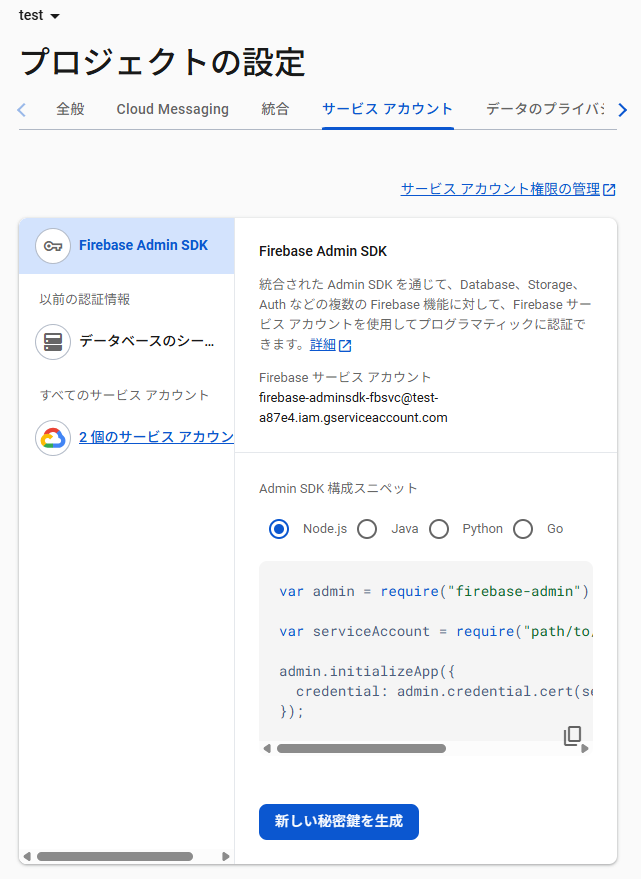 test
プロジェクトの設定
全般 Cloud Messaging 統合 サービス アカウント データのプライバシ
サービス アカウント権限の管理
Firebase Admin SDK
以前の認証情報
データベースのシー...
すべてのサービス アカウント
2 個のサービス アカウン
Firebase Admin SDK
統合された Admin SDK を通じて、Database、Storage、
Auth などの複数の Firebase 機能に対して、Firebase サー
ビス アカウントを使用してプログラマティックに認証で
きます。詳細
Firebase サービス アカウント
firebase-adminsdk-fbsvc@test-
a87e4.iam.gserviceaccount.com
Admin SDK 構成スニペット
Node.js Java Python Go
var admin = require("firebase-admin")
var serviceAccount = require("path/to/
admin.initializeApp({
credential: admin.credential.cert(se
});
新しい秘密鍵を生成